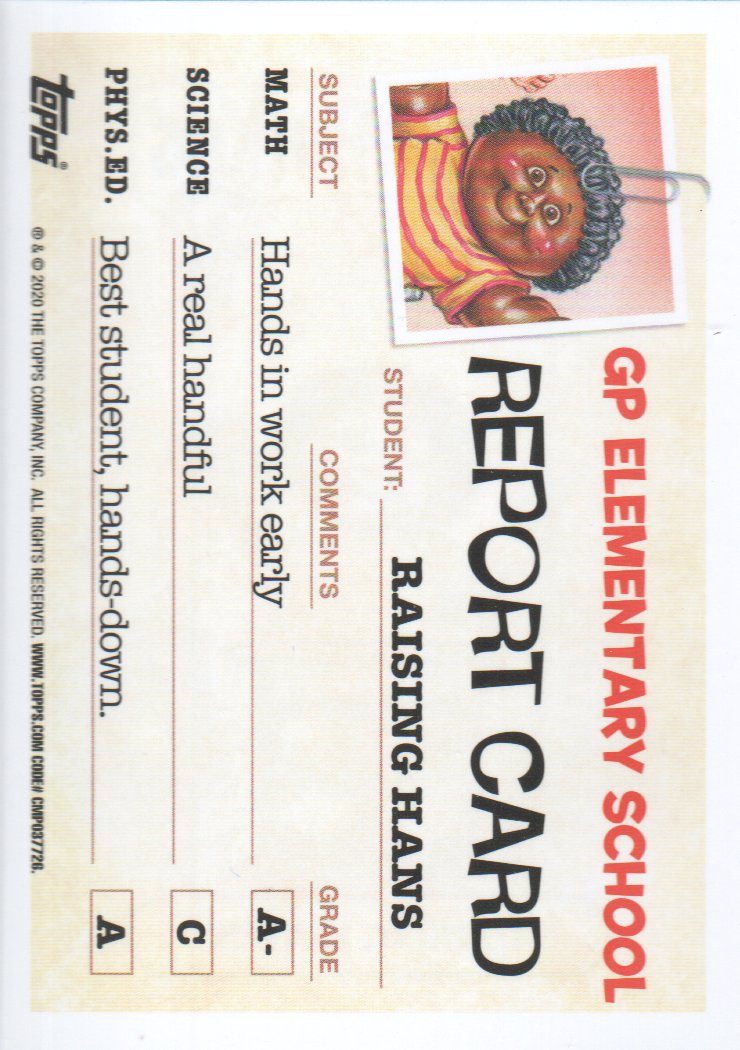 GP ELEMENTARY SCHOOL
REPORT CARD
STUDENT: RAISING HANS
SUBJECT COMMENTS GRADE
MATH Hands in work early A-
SCIENCE A real handful C
PHYS.ED. Best student, hands-down. A
topps® ® & © 2020 THE TOPPS COMPANY, INC. ALL RIGHTS RESERVED. WWW.TOPPS.COM CODE# CMP037726.